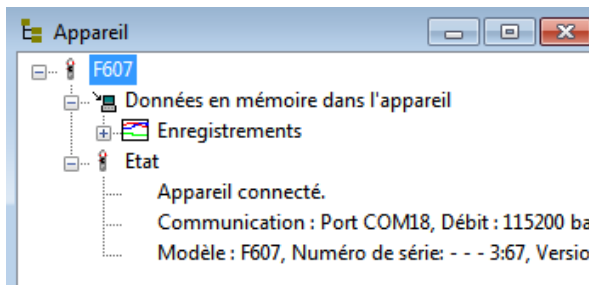 Appareil
F607
Données en mémoire dans l'appareil
Enregistrements
Etat
Appareil connecté.
Communication : Port COM18, Débit : 115200 ba
Modèle : F607, Numéro de série: - - - 3:67, Versio